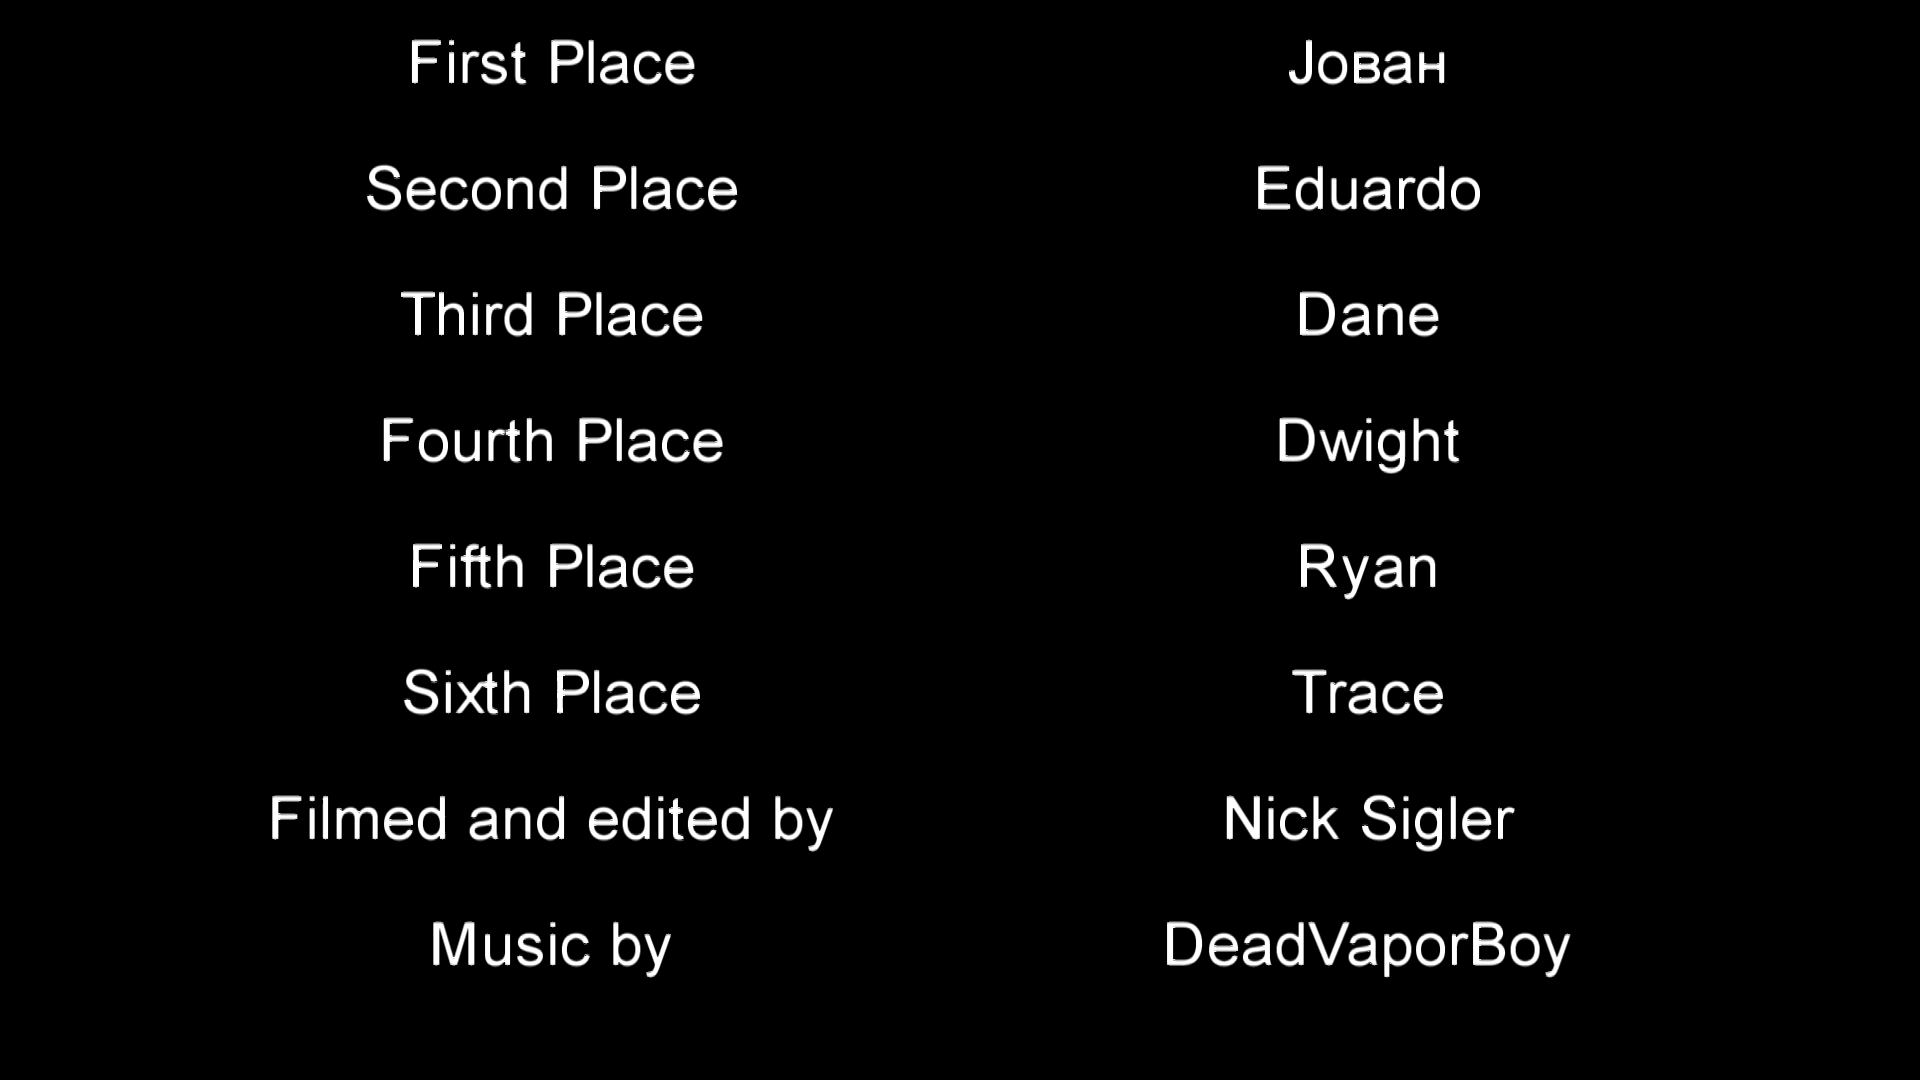 First Place Јован
Second Place Eduardo
Third Place Dane
Fourth Place Dwight
Fifth Place Ryan
Sixth Place Trace
Filmed and edited by Nick Sigler
Music by DeadVaporBoy